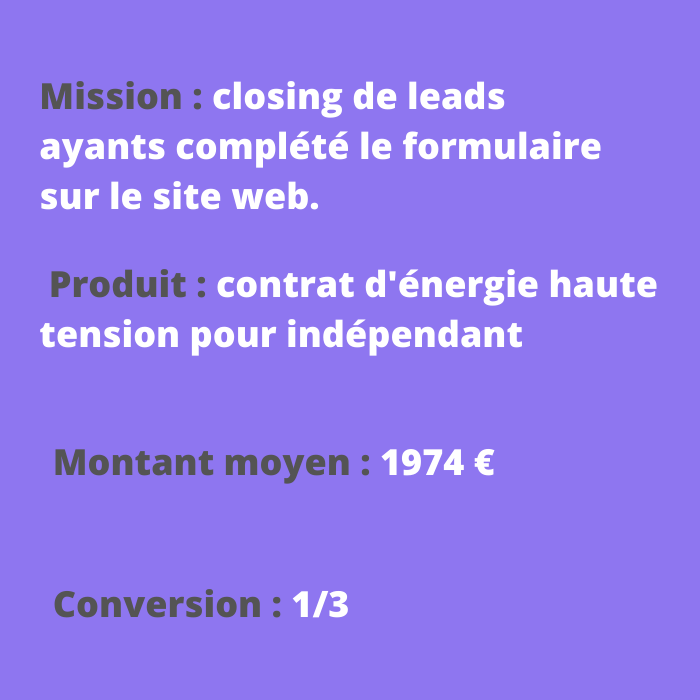 Mission : closing de leads
ayants complété le formulaire
sur le site web.
Produit : contrat d'énergie haute
tension pour indépendant
Montant moyen : 1974 €
Conversion : 1/3